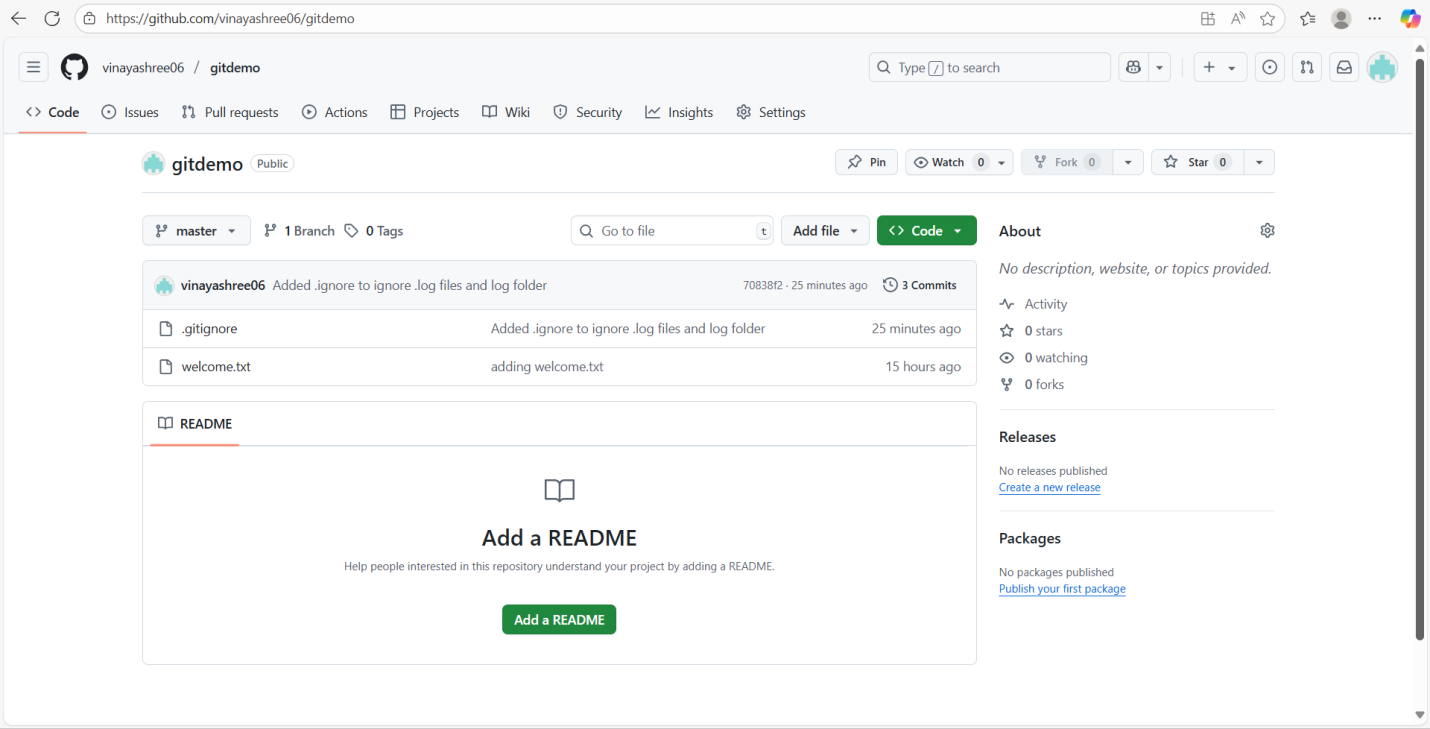 https://github.com/vinayashree06/gitdemo
vinayashree06 / gitdemo
Type / to search
Code Issues Pull requests Actions Projects Wiki Security Insights Settings
gitdemo Public
Pin Watch 0 Fork 0 Star 0
master 1 Branch 0 Tags Go to file t Add file Code
vinayashree06 Added .ignore to ignore .log files and log folder 70838f2 · 25 minutes ago 3 Commits
.gitignore Added .ignore to ignore .log files and log folder 25 minutes ago
welcome.txt adding welcome.txt 15 hours ago
README
Add a README
Help people interested in this repository understand your project by adding a README.
Add a README
About
No description, website, or topics provided.
Activity
0 stars
0 watching
0 forks
Releases
No releases published
Create a new release
Packages
No packages published
Publish your first package